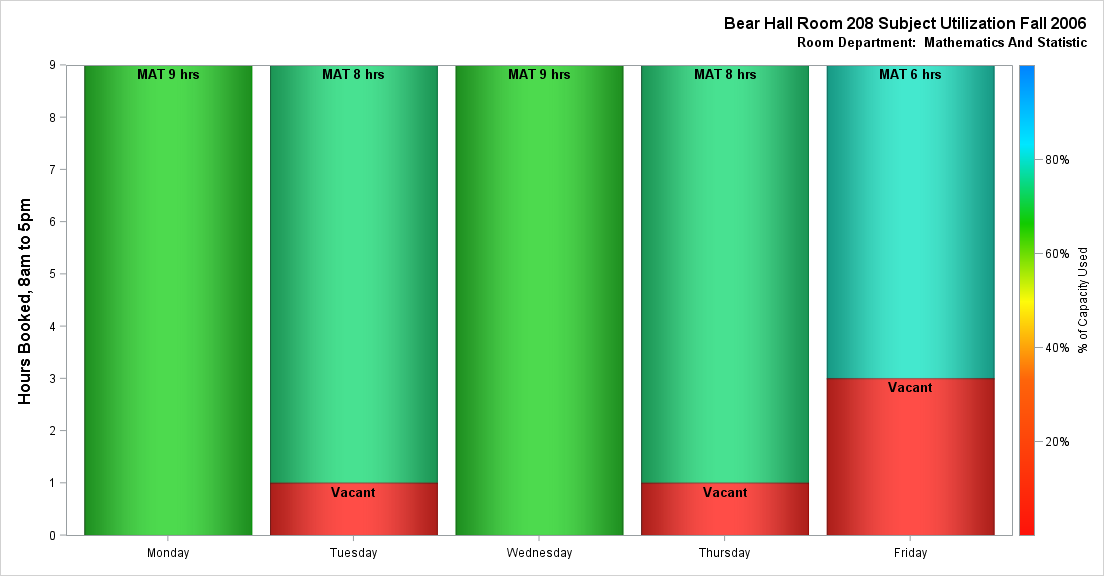 Bear Hall Room 208 Subject Utilization Fall 2006
Room Department:  Mathematics And Statistic
Hours Booked, 8am to 5pm
9
8
7
6
5
4
3
2
1
0
MAT 9 hrs
MAT 8 hrs
Vacant
MAT 9 hrs
MAT 8 hrs
Vacant
MAT 6 hrs
Vacant
Monday
Tuesday
Wednesday
Thursday
Friday
80%
60%
40%
20%
% of Capacity Used